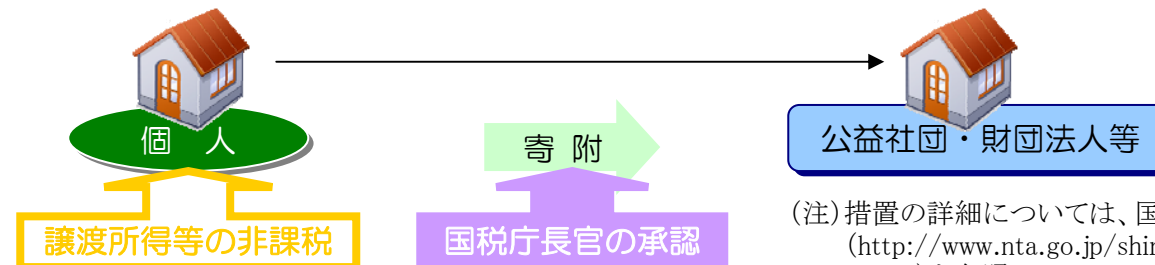 個 人
寄 附
公益社団・財団法人等
譲渡所得等の非課税
国税庁長官の承認
（注）措置の詳細については、国
（http://www.nta.go.jp/shin